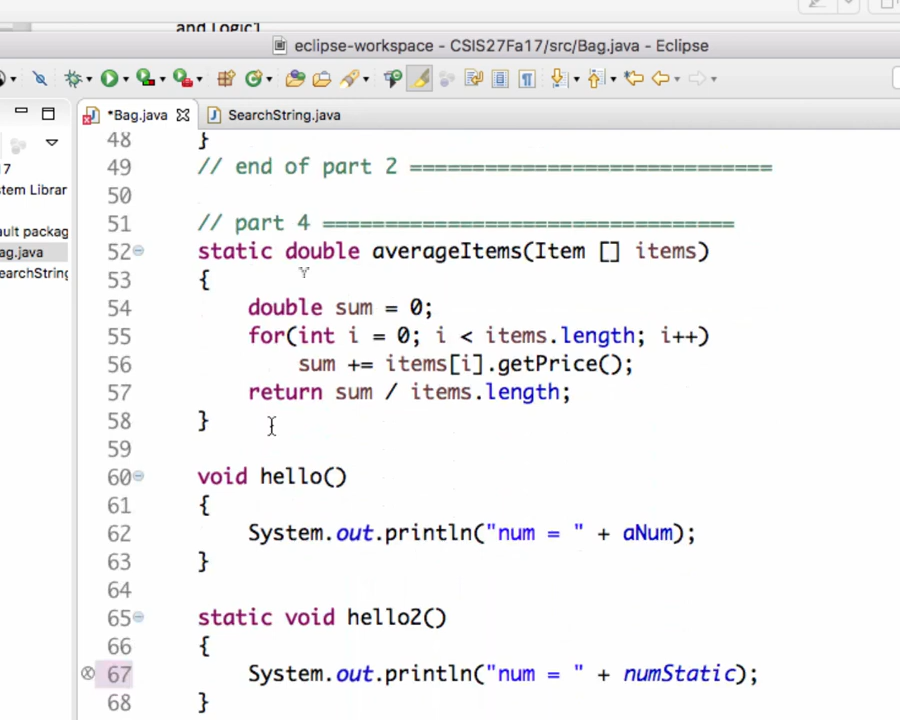 and Logic]
eclipse-workspace - CSIS27Fa17/src/Bag.java - Eclipse
*Bag.java
SearchString.java
17
stem Librar
ault packag
ag.java
earchString
48 }
49 // end of part 2 =============================
50
51 // part 4 =================================
52 static double averageItems(Item [] items)
53 {
54 double sum = 0;
55 for(int i = 0; i < items.length; i++)
56 sum += items[i].getPrice();
57 return sum / items.length;
58 }
59
60 void hello()
61 {
62 System.out.println("num = " + aNum);
63 }
64
65 static void hello2()
66 {
67 System.out.println("num = " + numStatic);
68 }